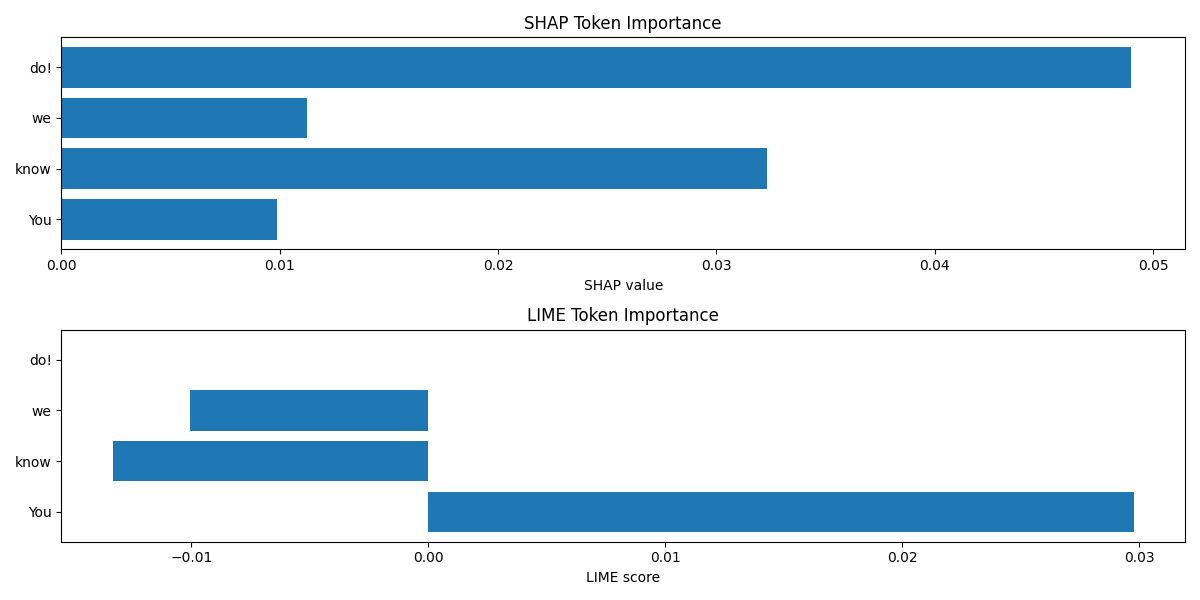 SHAP Token Importance
do!
we
know
You
0.00 0.01 0.02 0.03 0.04 0.05
SHAP value
LIME Token Importance
do!
we
know
You
−0.01 0.00 0.01 0.02 0.03
LIME score